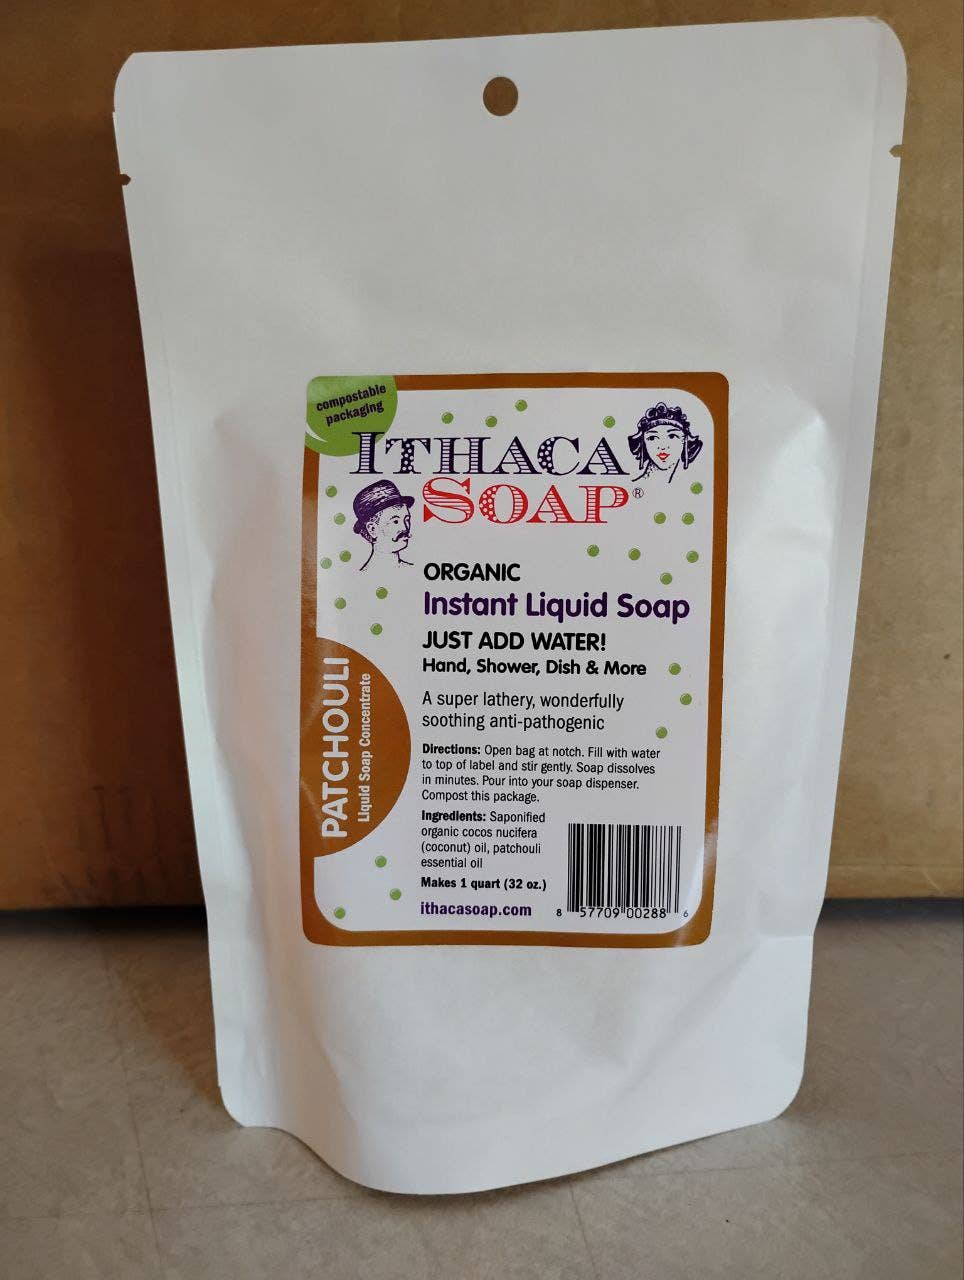 compostable
packaging
ITHACA
SOAP®
ORGANIC
Instant Liquid Soap
JUST ADD WATER!
Hand, Shower, Dish & More
A super lathery, wonderfully
soothing anti-pathogenic
PATCHOULI
Liquid Soap Concentrate
Directions: Open bag at notch. Fill with water
to top of label and stir gently. Soap dissolves
in minutes. Pour into your soap dispenser.
Compost this package.
Ingredients: Saponified
organic cocos nucifera
(coconut) oil, patchouli
essential oil
Makes 1 quart (32 oz.)
ithacasoap.com
8 57709 00288 6